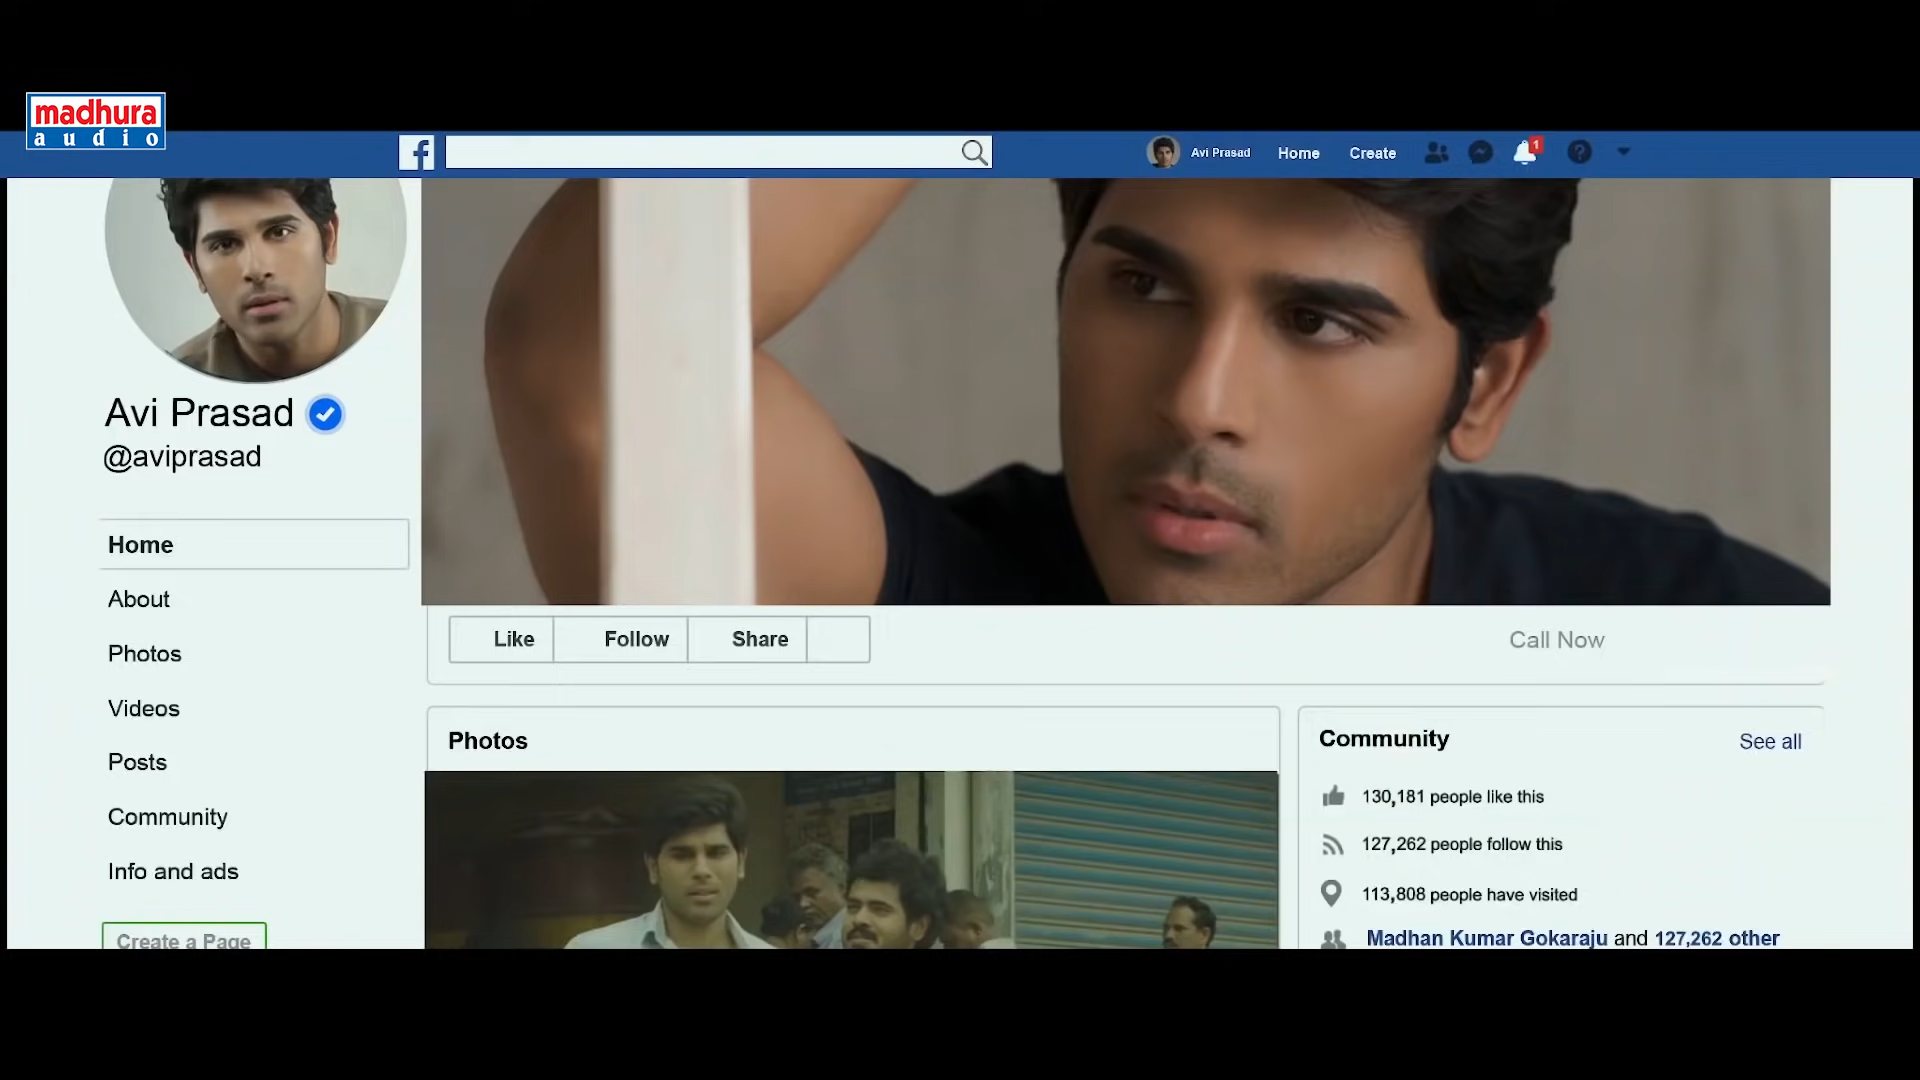 madhura
audio
Avi Prasad
Home
Create
1
Avi Prasad
@aviprasad
Home
About
Photos
Videos
Posts
Community
Info and ads
Create a Page
Like
Follow
Share
Call Now
Photos
Community
See all
130,181 people like this
127,262 people follow this
113,808 people have visited
Madhan Kumar Gokaraju and 127,262 other